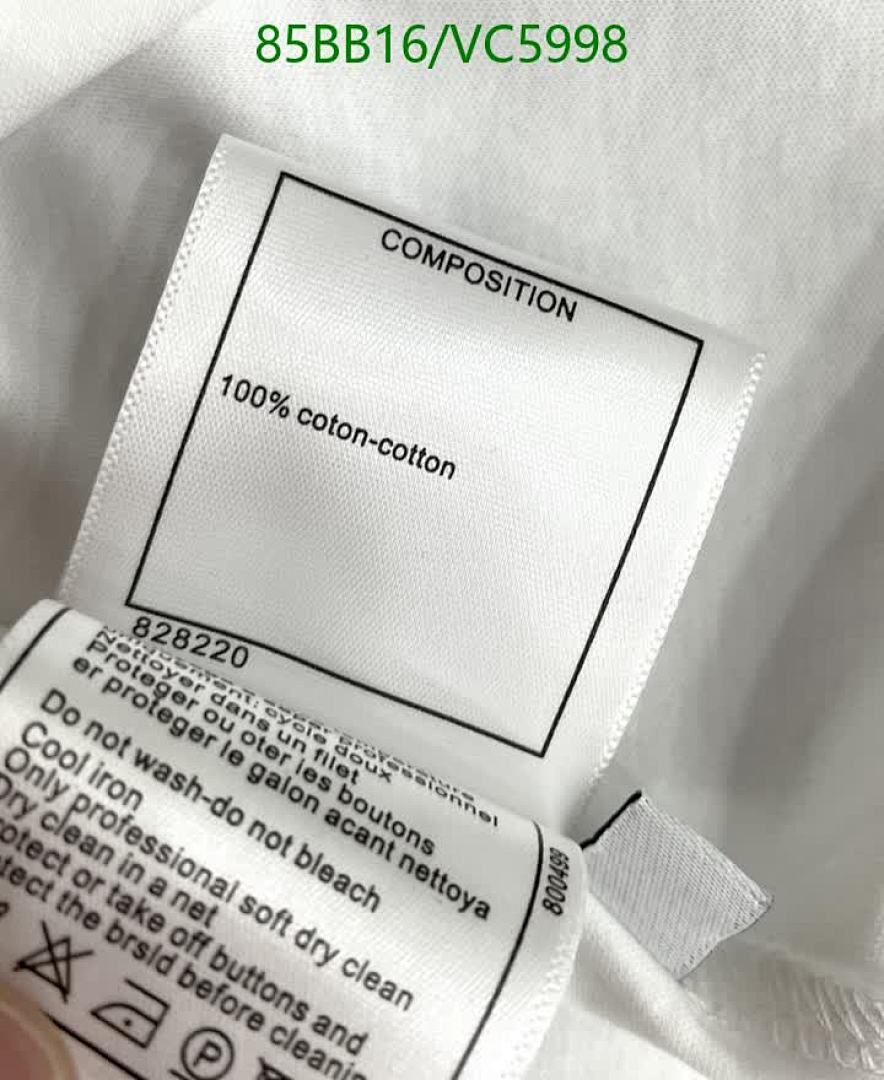 85BB16/VC5998
COMPOSITION
100% coton-cotton
828220
Nettoyer dans un filet
Proteger ou oter les boutons
er proteger le galon acant nettoya
Do not wash-do not bleach
Cool iron
Only professional soft dry clean
Dry clean in a net
otect or take off buttons and
tect the brsld before cleanin
800499
P